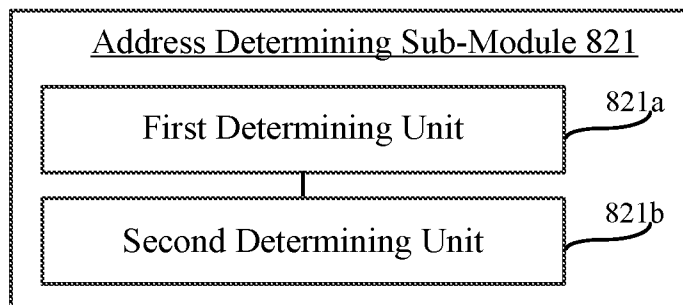 Address Determining Sub-Module 821
First Determining Unit
821a
Second Determining Unit
821b